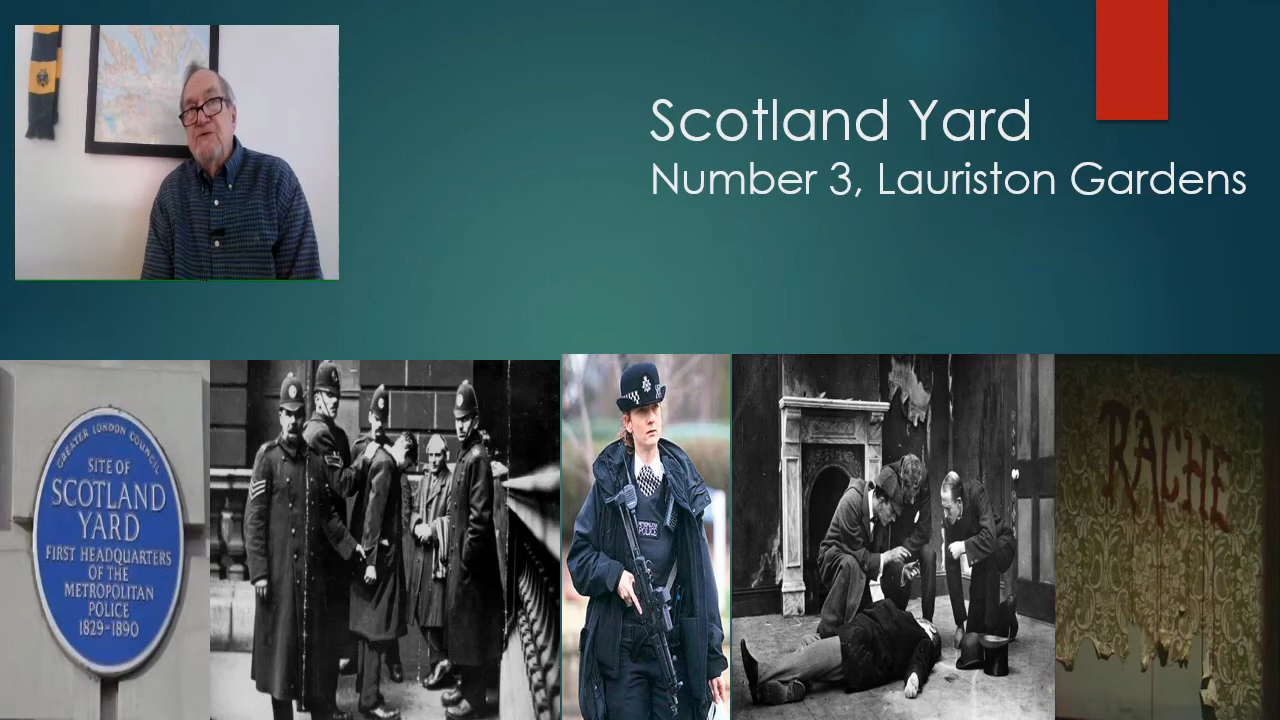 Scotland Yard
Number 3, Lauriston Gardens
GREATER LONDON COUNCIL
SITE OF
SCOTLAND
YARD
FIRST HEADQUARTERS
OF THE
METROPOLITAN
POLICE
1829-1890
METROPOLITAN
POLICE
RACHE